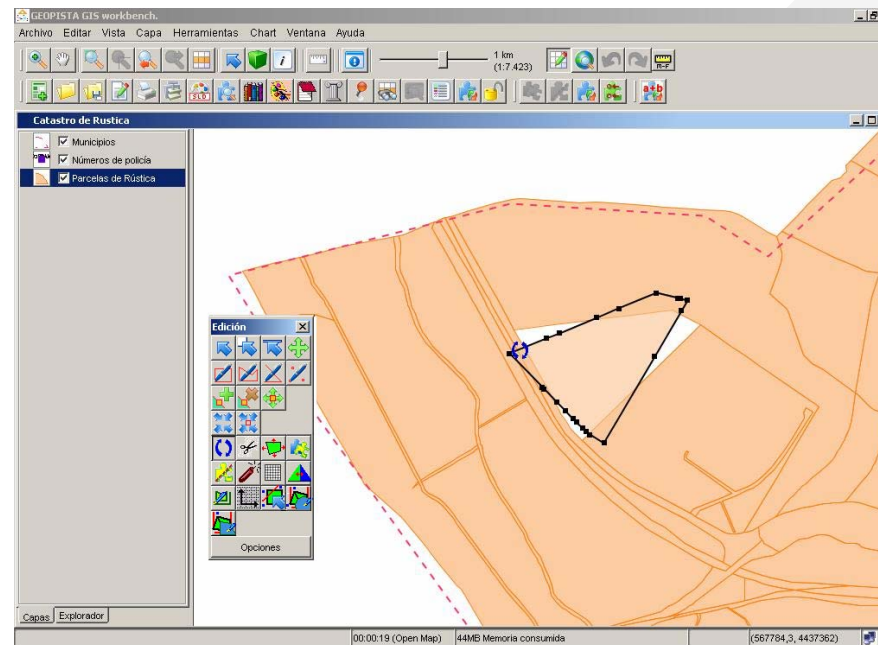 GEOPISTA GIS workbench.
Archivo Editar Vista Capa Herramientas Chart Ventana Ayuda
1 km
(1:7.423)
R-F
SLD
a+b
Catastro de Rustica
Municipios
Números de policía
Parcelas de Rústica
Edición
Opciones
Capas Explorador
00:00:19 (Open Map) 44MB Memoria consumida (567784,3, 4437362)